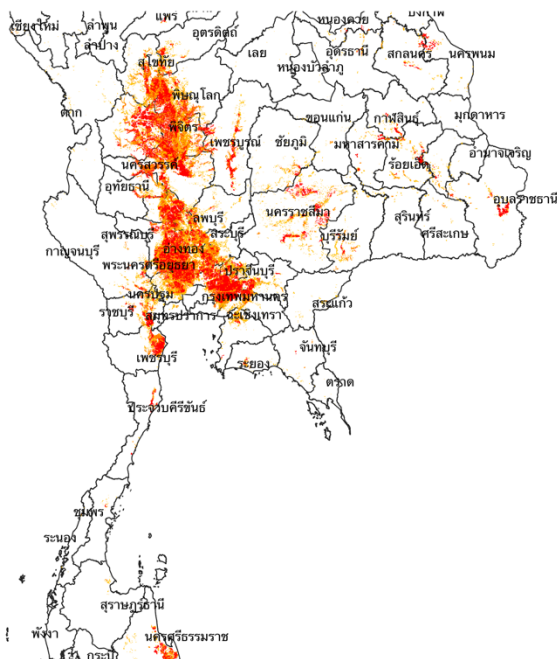 หนองคาย
บึงกาฬ
เชียงใหม่
ลำพูน
แพร่
อุตรดิตถ์
ลำปาง
เลย
อุดรธานี
สกลนคร
นครพนม
สุโขทัย
หนองบัวลำภู
พิษณุโลก
ตาก
ขอนแก่น
กาฬสินธุ์
มุกดาหาร
พิจิตร
เพชรบูรณ์
ชัยภูมิ
มหาสารคาม
อำนาจเจริญ
นครสวรรค์
ร้อยเอ็ด
อุทัยธานี
อุบลราชธานี
ลพบุรี
นครราชสีมา
สุรินทร์
สุพรรณบุรี
สระบุรี
บุรีรัมย์
ศรีสะเกษ
กาญจนบุรี
อ่างทอง
พระนครศรีอยุธยา
ปราจีนบุรี
นครปฐม
กรุงเทพมหานคร
สระแก้ว
ราชบุรี
สมุทรปราการ
ฉะเชิงเทรา
เพชรบุรี
จันทบุรี
ระยอง
ตราด
ประจวบคีรีขันธ์
ชุมพร
ระนอง
สุราษฎร์ธานี
พังงา
นครศรีธรรมราช
กระบี่